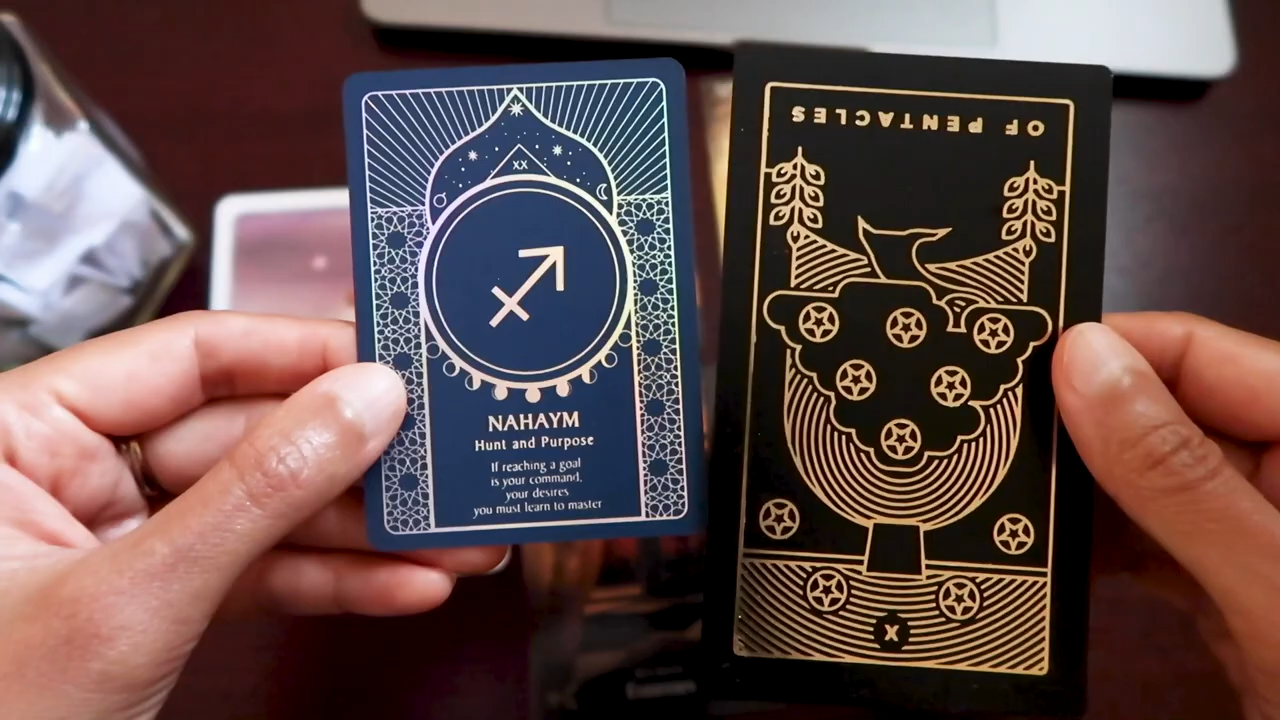 XX
NAHAYM
Hunt and Purpose
If reaching a goal
is your command,
your desires
you must learn to master
OF PENTACLES
X